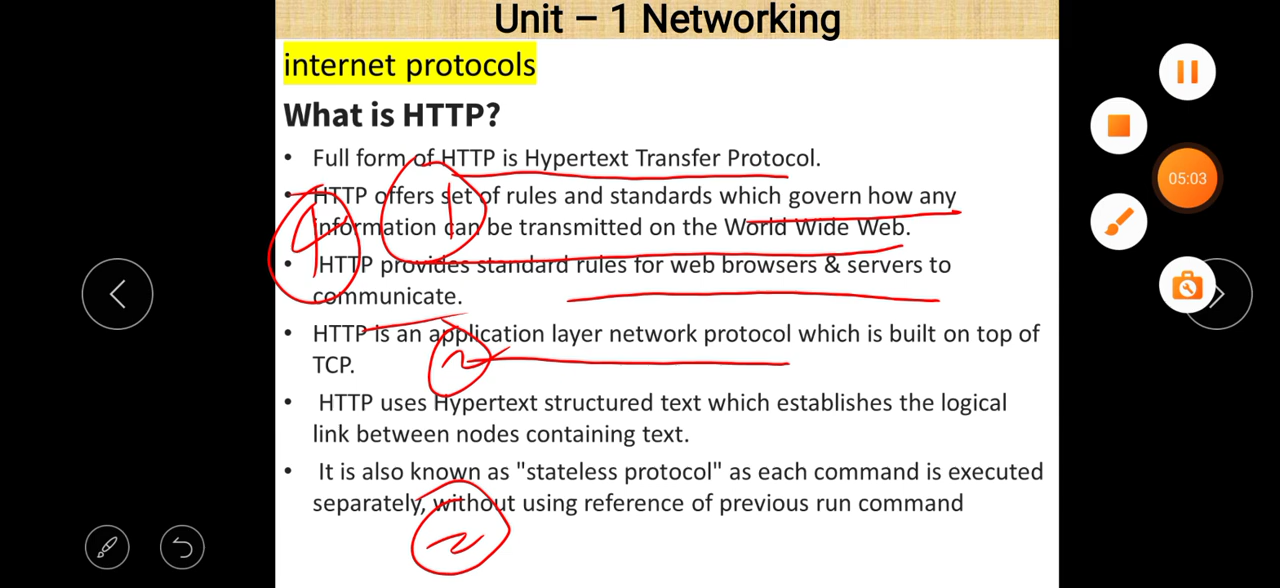 Unit – 1 Networking
internet protocols
What is HTTP?
• Full form of HTTP is Hypertext Transfer Protocol.
• HTTP offers set of rules and standards which govern how any
information can be transmitted on the World Wide Web.
• HTTP provides standard rules for web browsers & servers to
communicate.
• HTTP is an application layer network protocol which is built on top of
TCP.
• HTTP uses Hypertext structured text which establishes the logical
link between nodes containing text.
• It is also known as "stateless protocol" as each command is executed
separately, without using reference of previous run command
1
4
2
2
05:03